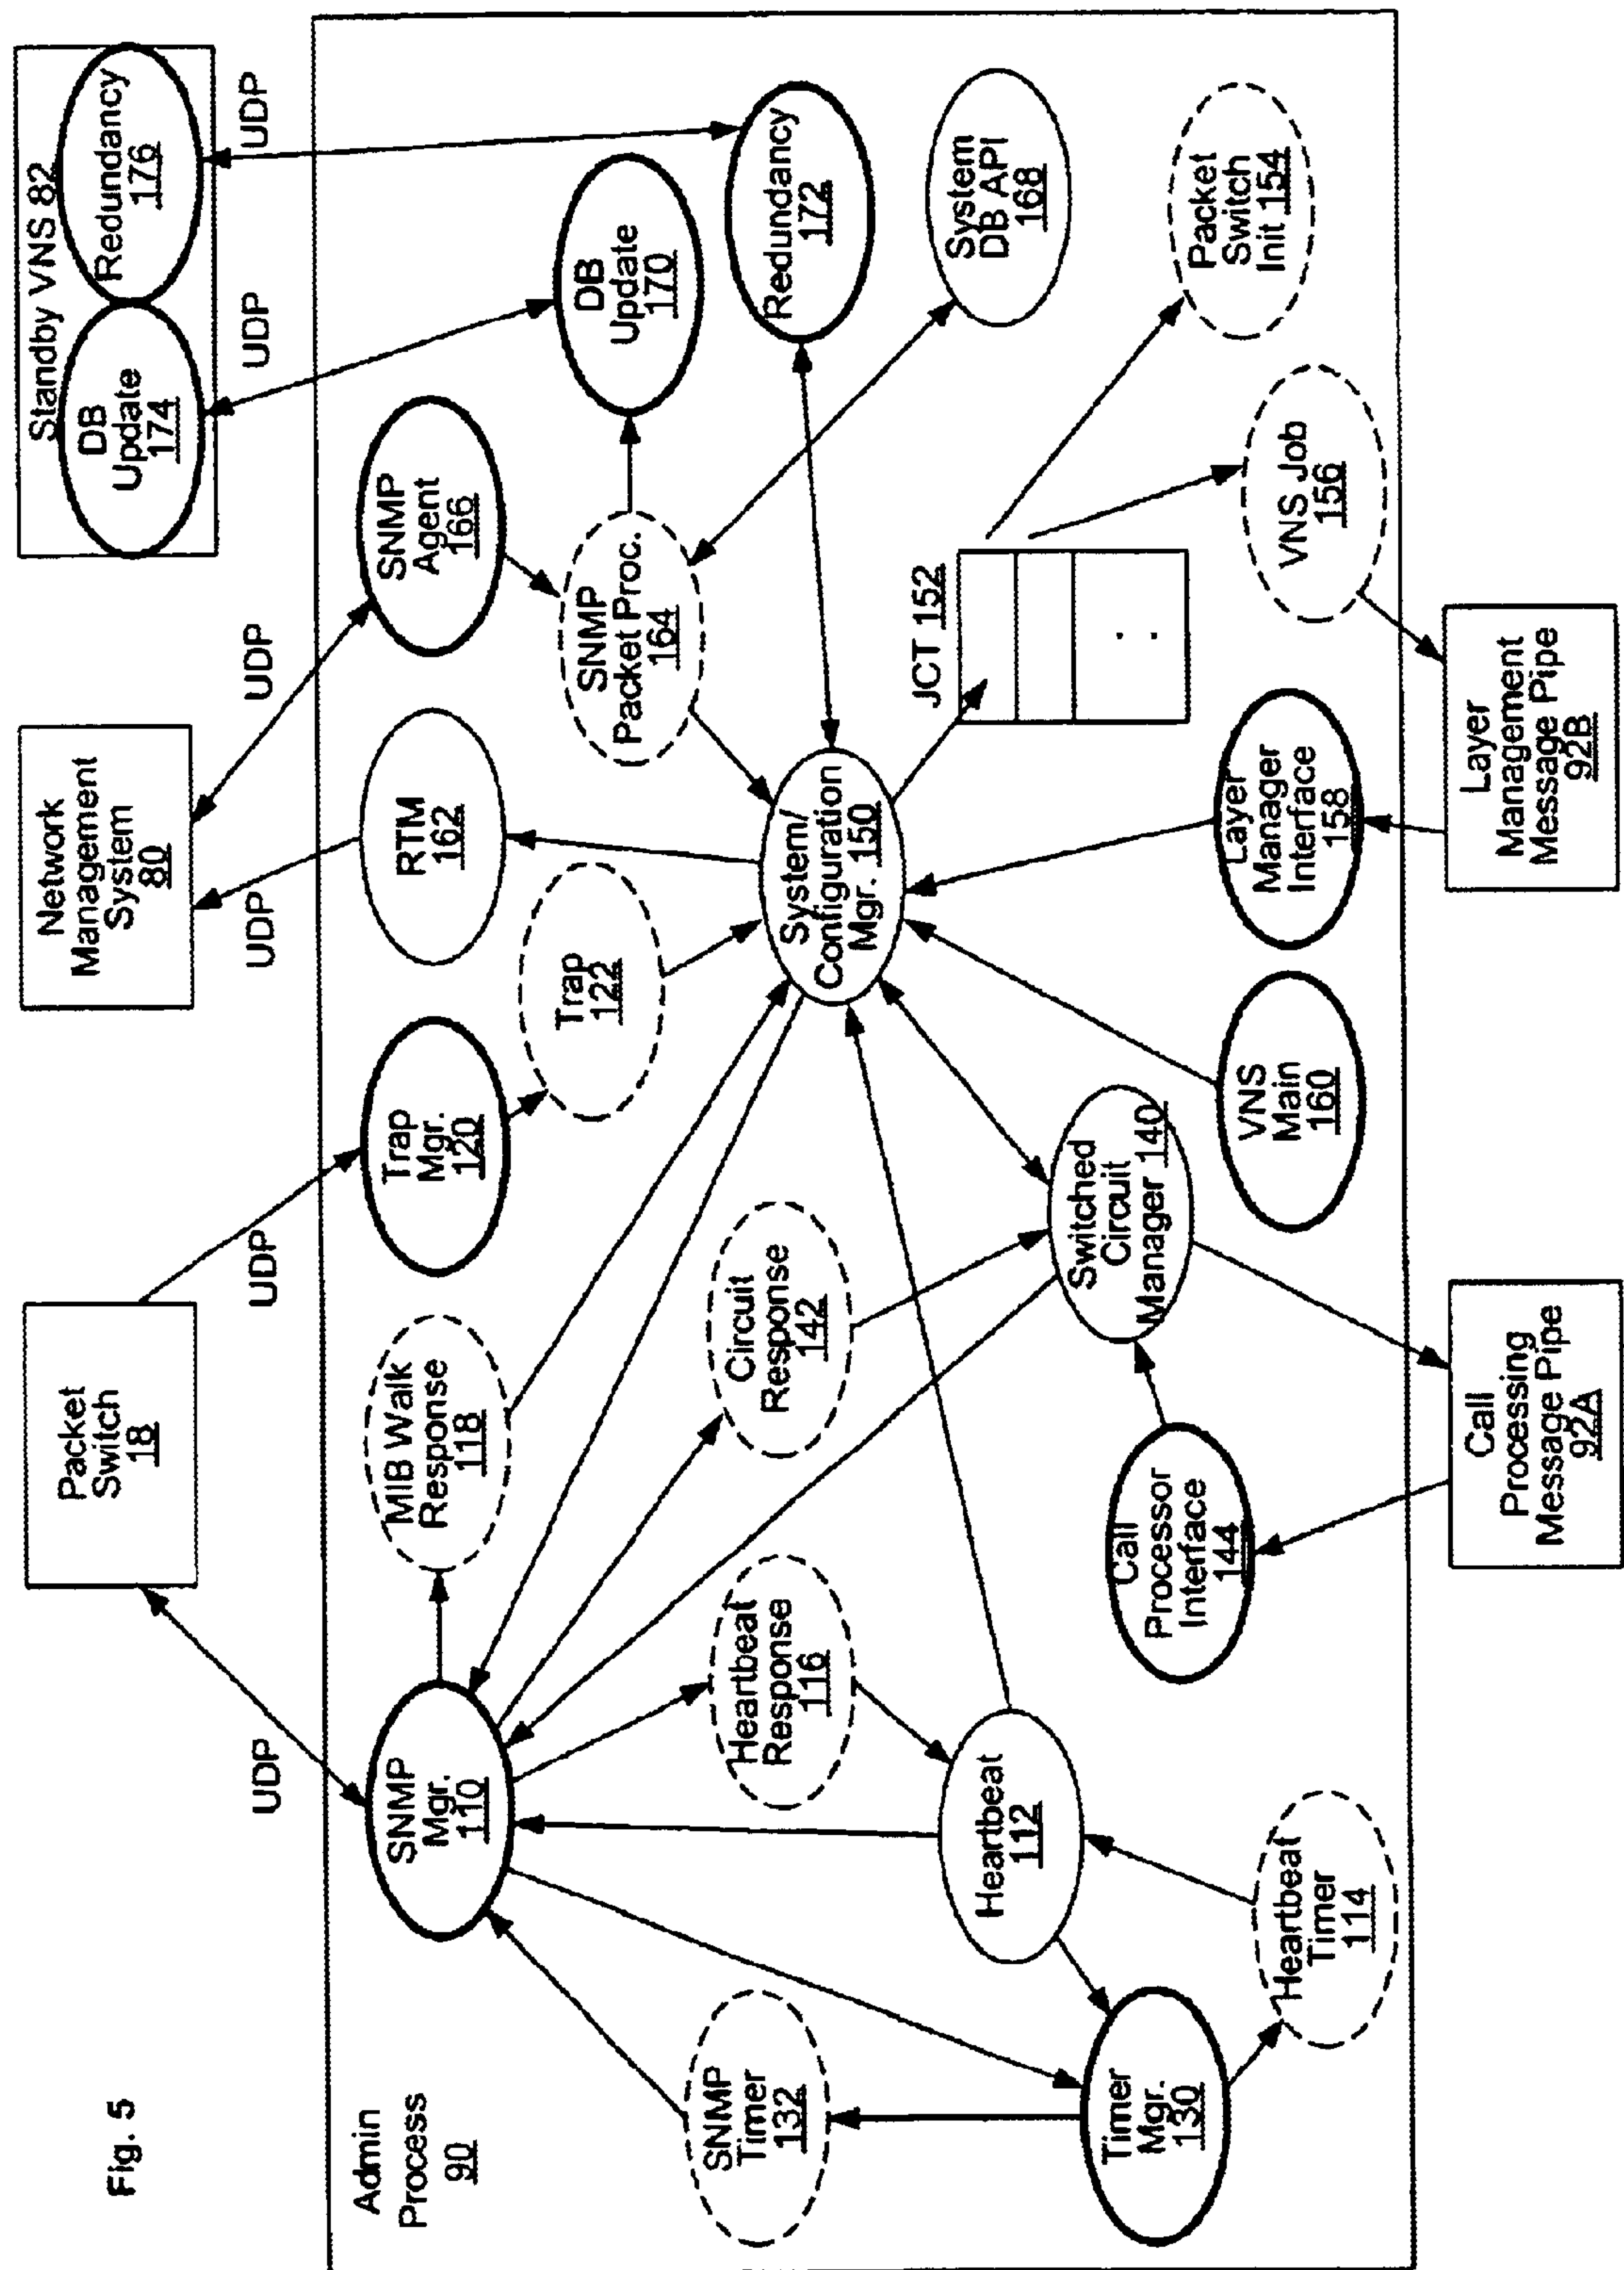 Fig. 5
Packet
Switch
18
Network
Management
System
80
Standby VNS 82
DB
Update
174
Redundancy
176
UDP
UDP
UDP
UDP
UDP
UDP
Admin
Process
90
SNMP
Mgr.
110
MIB Walk
Response
118
Trap
Mgr.
120
RTM
162
SNMP
Agent
166
Trap
122
SNMP
Packet Proc.
164
DB
Update
170
SNMP
Timer
132
Heartbeat
Response
116
Circuit
Response
142
System/
Configuration
Mgr. 150
Redundancy
172
JCT 152
System
DB API
168
Heartbeat
112
Switched
Circuit
Manager 140
Timer
Mgr.
130
Call
Processor
Interface
144
Packet
Switch
Init 154
Heartbeat
Timer
114
VNS
Main
160
Layer
Manager
Interface
158
VNS Job
156
Call
Processing
Message Pipe
92A
Layer
Management
Message Pipe
92B